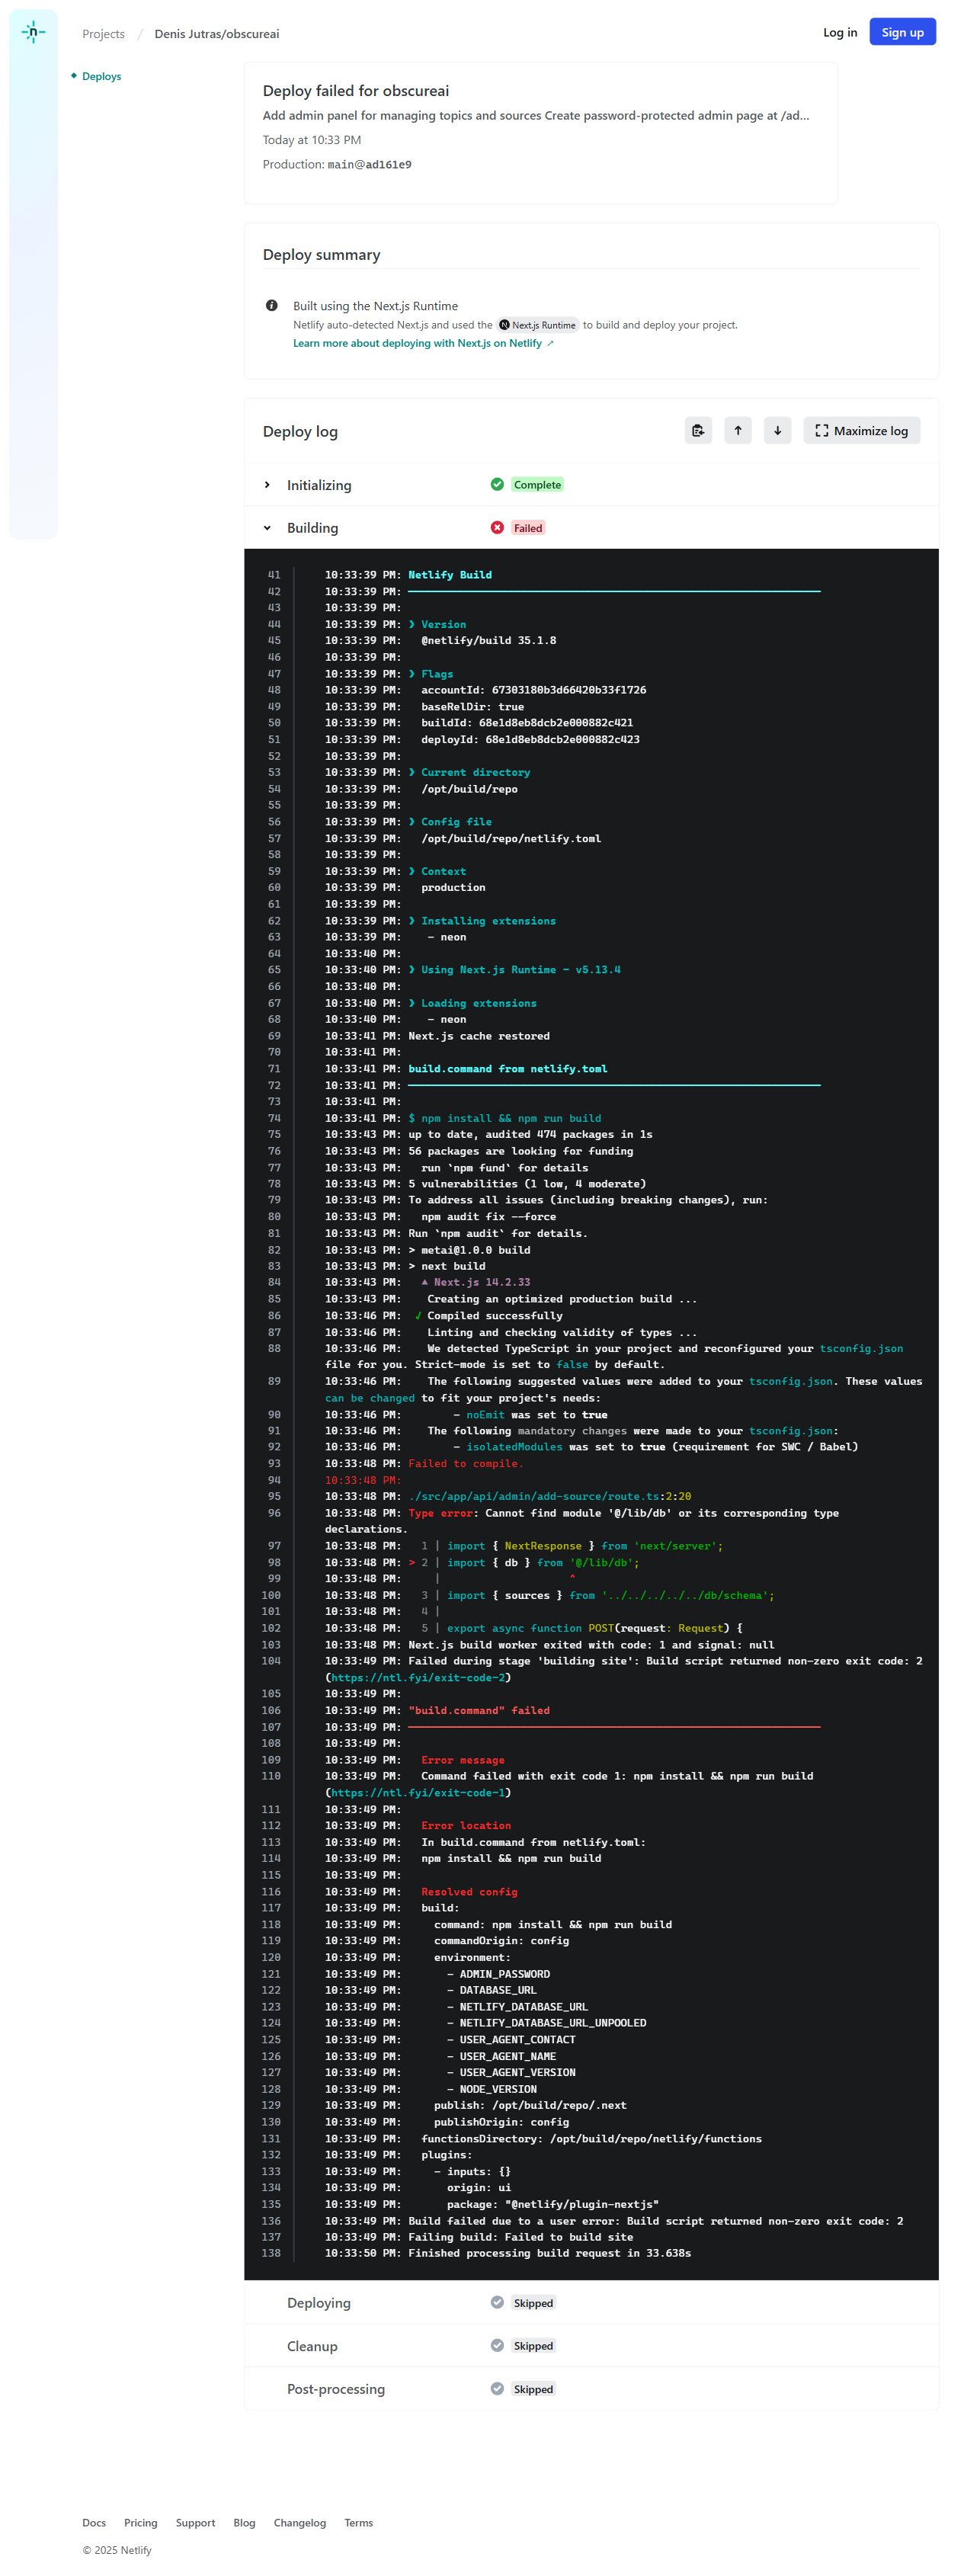 n
Projects / Denis Jutras/obscureai
Log in
Sign up
Deploys
Deploy failed for obscureai
Add admin panel for managing topics and sources Create password-protected admin page at /ad...
Today at 10:33 PM
Production: main@ad161e9
Deploy summary
Built using the Next.js Runtime
Netlify auto-detected Next.js and used the N Next.js Runtime to build and deploy your project.
Learn more about deploying with Next.js on Netlify ↗
Deploy log
Maximize log
Initializing Complete
Building Failed
41 10:33:39 PM: Netlify Build
42 10:33:39 PM: ────────────────────────────────────────────────────────────────
43 10:33:39 PM:
44 10:33:39 PM: ❯ Version
45 10:33:39 PM:   @netlify/build 35.1.8
46 10:33:39 PM:
47 10:33:39 PM: ❯ Flags
48 10:33:39 PM:   accountId: 67303180b3d66420b33f1726
49 10:33:39 PM:   baseRelDir: true
50 10:33:39 PM:   buildId: 68e1d8eb8dcb2e000882c421
51 10:33:39 PM:   deployId: 68e1d8eb8dcb2e000882c423
52 10:33:39 PM:
53 10:33:39 PM: ❯ Current directory
54 10:33:39 PM:   /opt/build/repo
55 10:33:39 PM:
56 10:33:39 PM: ❯ Config file
57 10:33:39 PM:   /opt/build/repo/netlify.toml
58 10:33:39 PM:
59 10:33:39 PM: ❯ Context
60 10:33:39 PM:   production
61 10:33:39 PM:
62 10:33:39 PM: ❯ Installing extensions
63 10:33:39 PM:    - neon
64 10:33:40 PM:
65 10:33:40 PM: ❯ Using Next.js Runtime - v5.13.4
66 10:33:40 PM:
67 10:33:40 PM: ❯ Loading extensions
68 10:33:40 PM:    - neon
69 10:33:41 PM: Next.js cache restored
70 10:33:41 PM:
71 10:33:41 PM: build.command from netlify.toml
72 10:33:41 PM: ────────────────────────────────────────────────────────────────
73 10:33:41 PM:
74 10:33:41 PM: $ npm install && npm run build
75 10:33:43 PM: up to date, audited 474 packages in 1s
76 10:33:43 PM: 56 packages are looking for funding
77 10:33:43 PM:   run `npm fund` for details
78 10:33:43 PM: 5 vulnerabilities (1 low, 4 moderate)
79 10:33:43 PM: To address all issues (including breaking changes), run:
80 10:33:43 PM:   npm audit fix --force
81 10:33:43 PM: Run `npm audit` for details.
82 10:33:43 PM: > metai@1.0.0 build
83 10:33:43 PM: > next build
84 10:33:43 PM:   ▲ Next.js 14.2.33
85 10:33:43 PM:    Creating an optimized production build ...
86 10:33:46 PM:  ✓ Compiled successfully
87 10:33:46 PM:    Linting and checking validity of types ...
88 10:33:46 PM:    We detected TypeScript in your project and reconfigured your tsconfig.json
file for you. Strict-mode is set to false by default.
89 10:33:46 PM:    The following suggested values were added to your tsconfig.json. These values
can be changed to fit your project's needs:
90 10:33:46 PM:        - noEmit was set to true
91 10:33:46 PM:    The following mandatory changes were made to your tsconfig.json:
92 10:33:46 PM:        - isolatedModules was set to true (requirement for SWC / Babel)
93 10:33:48 PM: Failed to compile.
94 10:33:48 PM:
95 10:33:48 PM: ./src/app/api/admin/add-source/route.ts:2:20
96 10:33:48 PM: Type error: Cannot find module '@/lib/db' or its corresponding type
declarations.
97 10:33:48 PM:   1 | import { NextResponse } from 'next/server';
98 10:33:48 PM: > 2 | import { db } from '@/lib/db';
99 10:33:48 PM:     |                    ^
100 10:33:48 PM:   3 | import { sources } from '../../../../../db/schema';
101 10:33:48 PM:   4 |
102 10:33:48 PM:   5 | export async function POST(request: Request) {
103 10:33:48 PM: Next.js build worker exited with code: 1 and signal: null
104 10:33:49 PM: Failed during stage 'building site': Build script returned non-zero exit code: 2
(https://ntl.fyi/exit-code-2)
105 10:33:49 PM:
106 10:33:49 PM: "build.command" failed
107 10:33:49 PM: ────────────────────────────────────────────────────────────────
108 10:33:49 PM:
109 10:33:49 PM:   Error message
110 10:33:49 PM:   Command failed with exit code 1: npm install && npm run build
(https://ntl.fyi/exit-code-1)
111 10:33:49 PM:
112 10:33:49 PM:   Error location
113 10:33:49 PM:   In build.command from netlify.toml:
114 10:33:49 PM:   npm install && npm run build
115 10:33:49 PM:
116 10:33:49 PM:   Resolved config
117 10:33:49 PM:   build:
118 10:33:49 PM:     command: npm install && npm run build
119 10:33:49 PM:     commandOrigin: config
120 10:33:49 PM:     environment:
121 10:33:49 PM:       - ADMIN_PASSWORD
122 10:33:49 PM:       - DATABASE_URL
123 10:33:49 PM:       - NETLIFY_DATABASE_URL
124 10:33:49 PM:       - NETLIFY_DATABASE_URL_UNPOOLED
125 10:33:49 PM:       - USER_AGENT_CONTACT
126 10:33:49 PM:       - USER_AGENT_NAME
127 10:33:49 PM:       - USER_AGENT_VERSION
128 10:33:49 PM:       - NODE_VERSION
129 10:33:49 PM:     publish: /opt/build/repo/.next
130 10:33:49 PM:     publishOrigin: config
131 10:33:49 PM:   functionsDirectory: /opt/build/repo/netlify/functions
132 10:33:49 PM:   plugins:
133 10:33:49 PM:     - inputs: {}
134 10:33:49 PM:       origin: ui
135 10:33:49 PM:       package: "@netlify/plugin-nextjs"
136 10:33:49 PM: Build failed due to a user error: Build script returned non-zero exit code: 2
137 10:33:49 PM: Failing build: Failed to build site
138 10:33:50 PM: Finished processing build request in 33.638s
Deploying Skipped
Cleanup Skipped
Post-processing Skipped
Docs Pricing Support Blog Changelog Terms
© 2025 Netlify